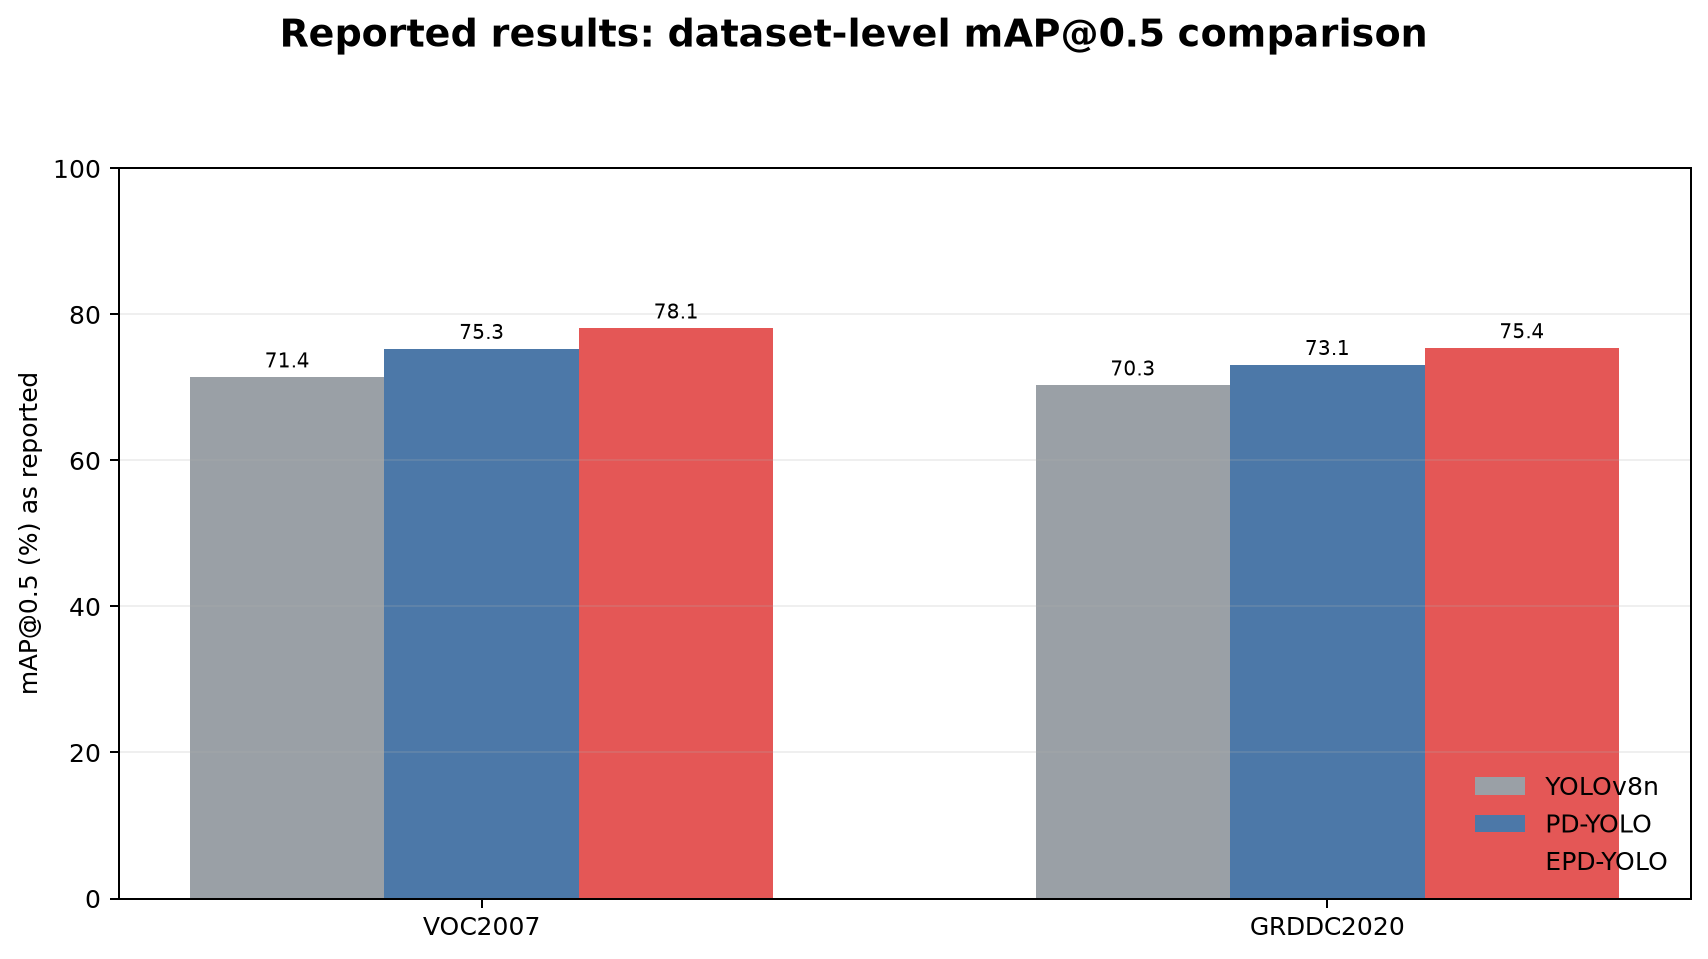 Reported results: dataset-level mAP@0.5 comparison
mAP@0.5 (%) as reported
100
80
60
40
20
0
71.4
75.3
78.1
70.3
73.1
75.4
YOLOv8n
PD-YOLO
EPD-YOLO
VOC2007
GRDDC2020